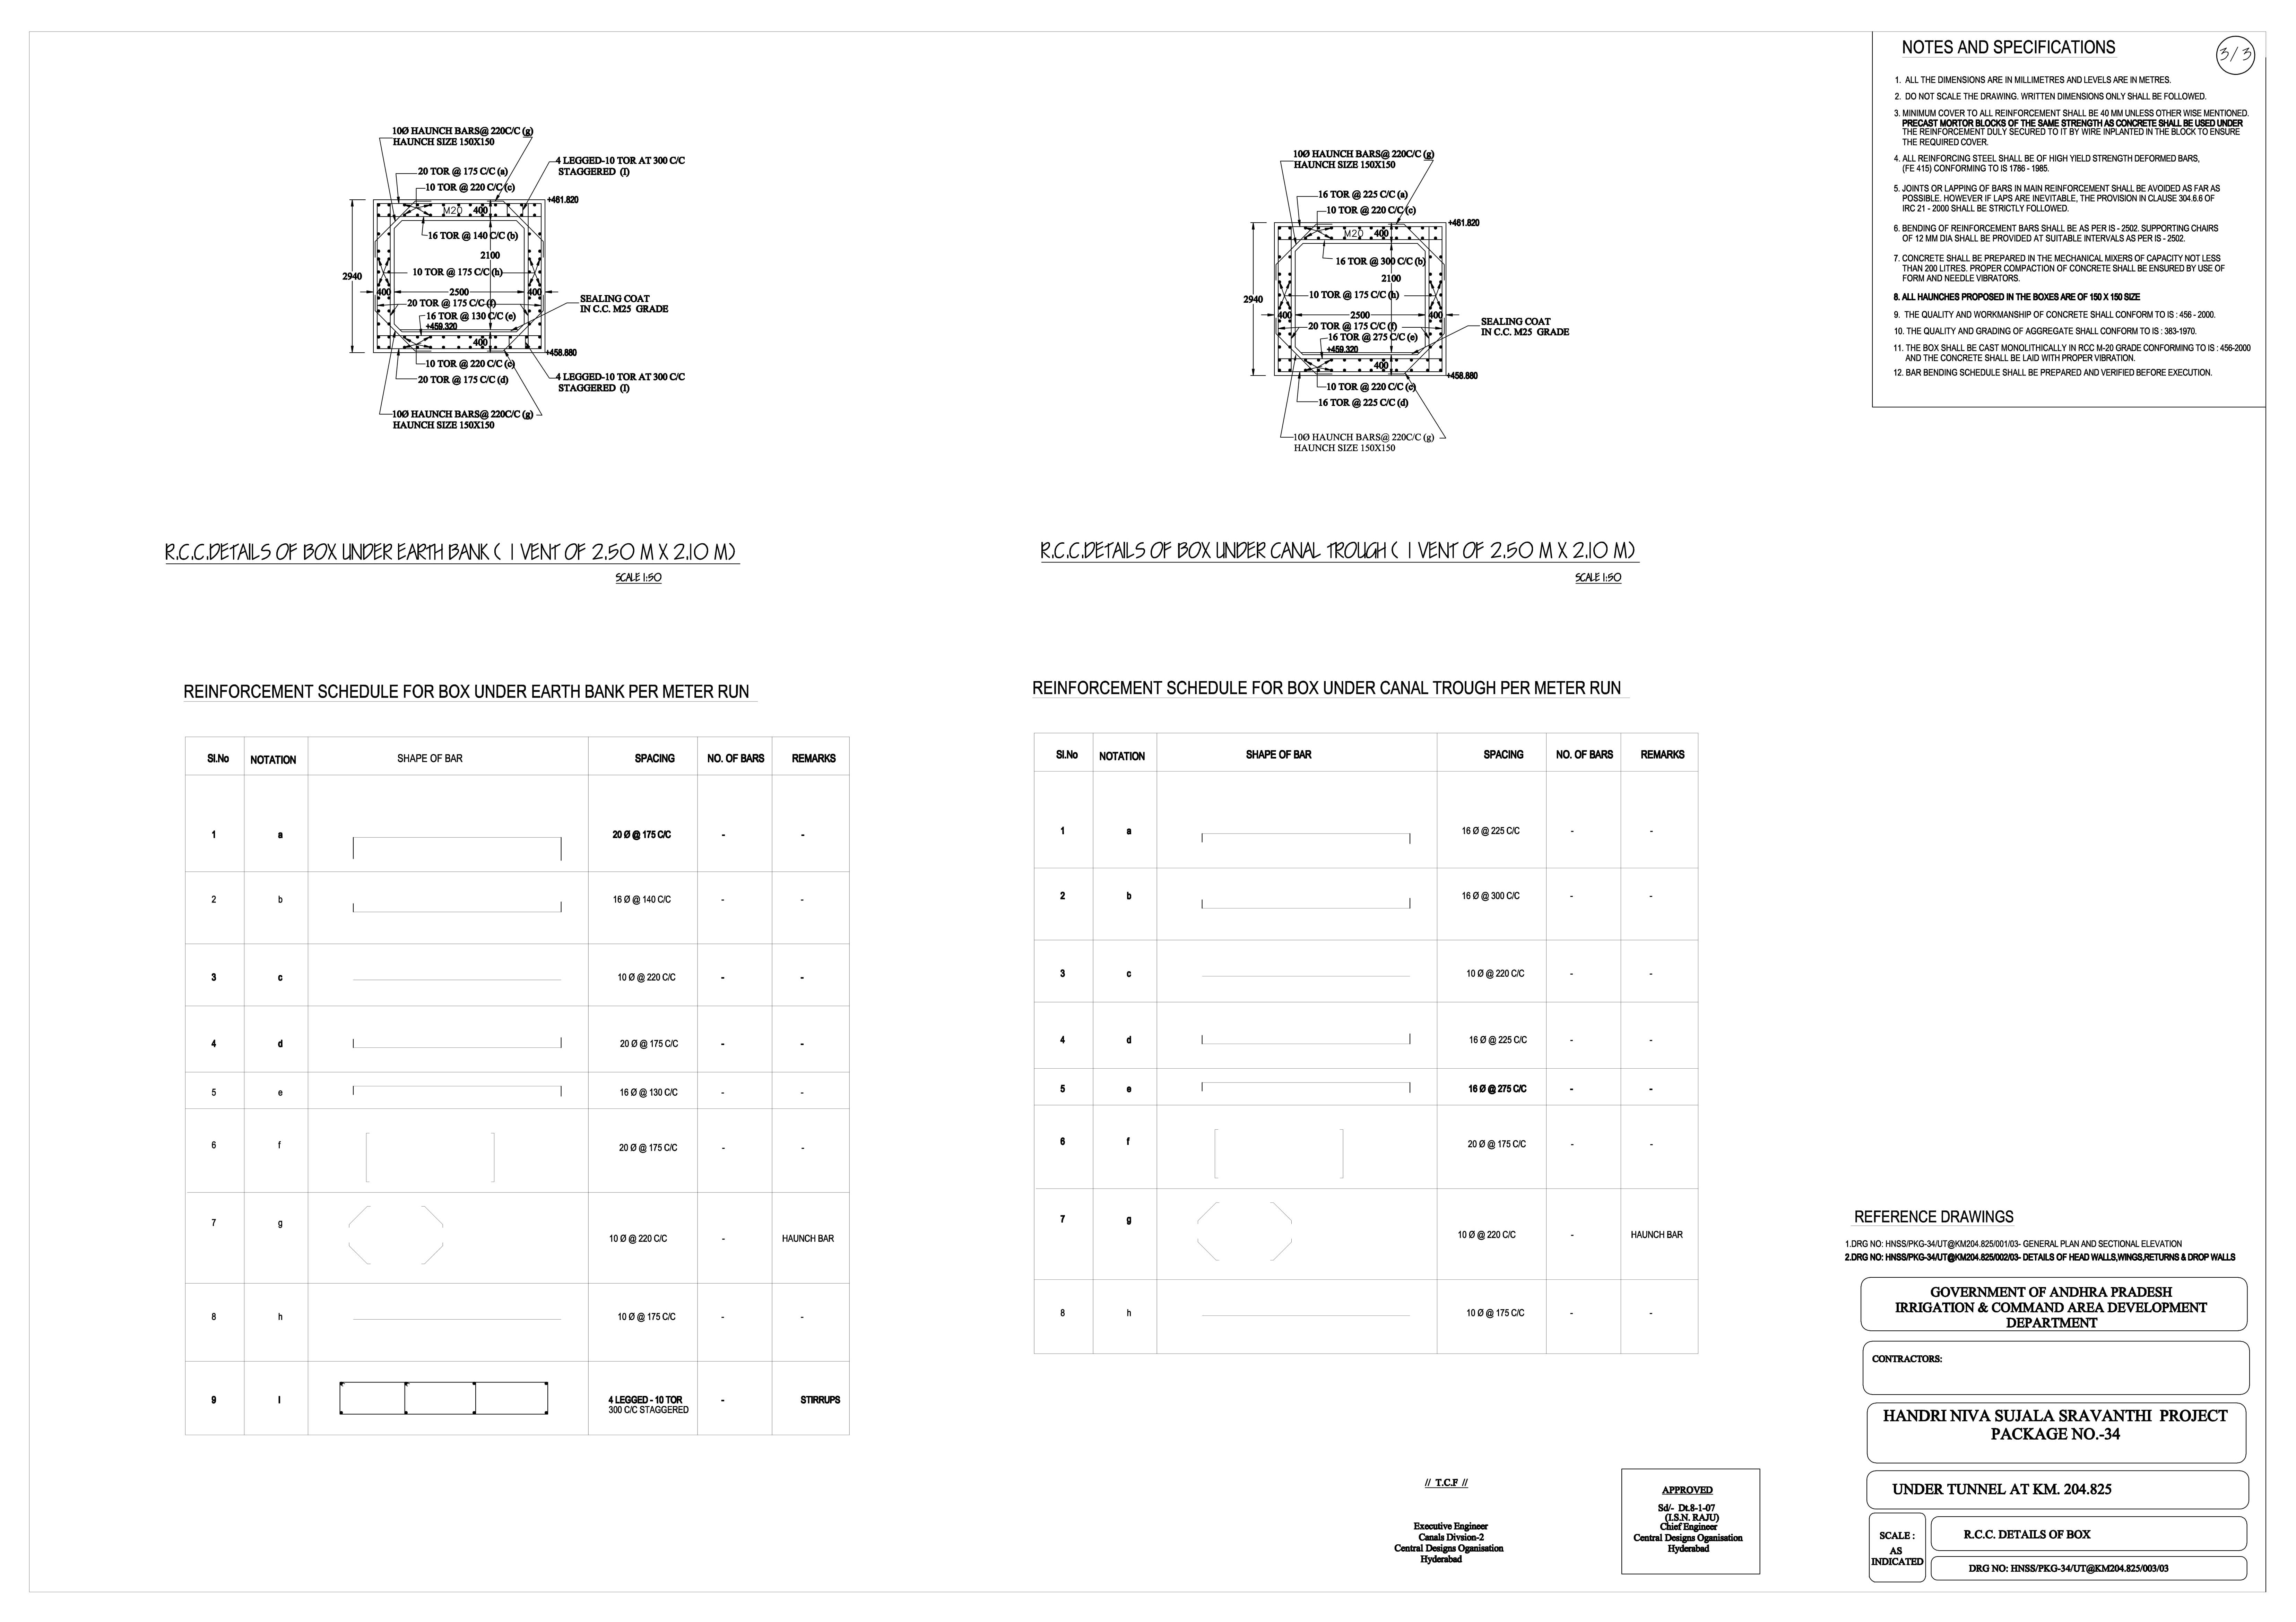 NOTES AND SPECIFICATIONS
3/3
1. ALL THE DIMENSIONS ARE IN MILLIMETRES AND LEVELS ARE IN METRES.
2. DO NOT SCALE THE DRAWING. WRITTEN DIMENSIONS ONLY SHALL BE FOLLOWED.
3. MINIMUM COVER TO ALL REINFORCEMENT SHALL BE 40 MM UNLESS OTHER WISE MENTIONED.
PRECAST MORTOR BLOCKS OF THE SAME STRENGTH AS CONCRETE SHALL BE USED UNDER
THE REINFORCEMENT DULY SECURED TO IT BY WIRE INPLANTED IN THE BLOCK TO ENSURE
THE REQUIRED COVER.
4. ALL REINFORCING STEEL SHALL BE OF HIGH YIELD STRENGTH DEFORMED BARS,
(FE 415) CONFORMING TO IS 1786 - 1985.
5. JOINTS OR LAPPING OF BARS IN MAIN REINFORCEMENT SHALL BE AVOIDED AS FAR AS
POSSIBLE. HOWEVER IF LAPS ARE INEVITABLE, THE PROVISION IN CLAUSE 304.6.6 OF
IRC 21 - 2000 SHALL BE STRICTLY FOLLOWED.
6. BENDING OF REINFORCEMENT BARS SHALL BE AS PER IS - 2502. SUPPORTING CHAIRS
OF 12 MM DIA SHALL BE PROVIDED AT SUITABLE INTERVALS AS PER IS - 2502.
7. CONCRETE SHALL BE PREPARED IN THE MECHANICAL MIXERS OF CAPACITY NOT LESS
THAN 200 LITRES. PROPER COMPACTION OF CONCRETE SHALL BE ENSURED BY USE OF
FORM AND NEEDLE VIBRATORS.
8. ALL HAUNCHES PROPOSED IN THE BOXES ARE OF 150 X 150 SIZE
9. THE QUALITY AND WORKMANSHIP OF CONCRETE SHALL CONFORM TO IS : 456 - 2000.
10. THE QUALITY AND GRADING OF AGGREGATE SHALL CONFORM TO IS : 383-1970.
11. THE BOX SHALL BE CAST MONOLITHICALLY IN RCC M-20 GRADE CONFORMING TO IS : 456-2000
AND THE CONCRETE SHALL BE LAID WITH PROPER VIBRATION.
12. BAR BENDING SCHEDULE SHALL BE PREPARED AND VERIFIED BEFORE EXECUTION.
10Ø HAUNCH BARS@ 220C/C (g)
HAUNCH SIZE 150X150
4 LEGGED-10 TOR AT 300 C/C
STAGGERED (I)
20 TOR @ 175 C/C (a)
10 TOR @ 220 C/C (c)
+461.820
M20 400
16 TOR @ 140 C/C (b)
2100
2940
10 TOR @ 175 C/C (h)
400 2500 400
20 TOR @ 175 C/C (f)
SEALING COAT
IN C.C. M25 GRADE
16 TOR @ 130 C/C (e)
+459.320
400
+458.880
10 TOR @ 220 C/C (c)
20 TOR @ 175 C/C (d)
4 LEGGED-10 TOR AT 300 C/C
STAGGERED (I)
10Ø HAUNCH BARS@ 220C/C (g)
HAUNCH SIZE 150X150
R.C.C.DETAILS OF BOX UNDER EARTH BANK ( 1 VENT OF 2.50 M X 2.10 M)
SCALE 1:50
10Ø HAUNCH BARS@ 220C/C (g)
HAUNCH SIZE 150X150
16 TOR @ 225 C/C (a)
10 TOR @ 220 C/C (c)
+461.820
M20 400
16 TOR @ 300 C/C (b)
2100
2940
10 TOR @ 175 C/C (h)
400 2500 400
20 TOR @ 175 C/C (f)
SEALING COAT
IN C.C. M25 GRADE
16 TOR @ 275 C/C (e)
+459.320
400
+458.880
10 TOR @ 220 C/C (c)
16 TOR @ 225 C/C (d)
10Ø HAUNCH BARS@ 220C/C (g)
HAUNCH SIZE 150X150
R.C.C.DETAILS OF BOX UNDER CANAL TROUGH ( 1 VENT OF 2.50 M X 2.10 M)
SCALE 1:50
REINFORCEMENT SCHEDULE FOR BOX UNDER EARTH BANK PER METER RUN
Sl.No NOTATION SHAPE OF BAR SPACING NO. OF BARS REMARKS
1 a 20 Ø @ 175 C/C - -
2 b 16 Ø @ 140 C/C - -
3 c 10 Ø @ 220 C/C - -
4 d 20 Ø @ 175 C/C - -
5 e 16 Ø @ 130 C/C - -
6 f 20 Ø @ 175 C/C - -
7 g 10 Ø @ 220 C/C - HAUNCH BAR
8 h 10 Ø @ 175 C/C - -
9 I 4 LEGGED - 10 TOR - STIRRUPS
300 C/C STAGGERED
REINFORCEMENT SCHEDULE FOR BOX UNDER CANAL TROUGH PER METER RUN
Sl.No NOTATION SHAPE OF BAR SPACING NO. OF BARS REMARKS
1 a 16 Ø @ 225 C/C - -
2 b 16 Ø @ 300 C/C - -
3 c 10 Ø @ 220 C/C - -
4 d 16 Ø @ 225 C/C - -
5 e 16 Ø @ 275 C/C - -
6 f 20 Ø @ 175 C/C - -
7 g 10 Ø @ 220 C/C - HAUNCH BAR
8 h 10 Ø @ 175 C/C - -
// T.C.F //
Executive Engineer
Canals Divsion-2
Central Designs Oganisation
Hyderabad
APPROVED
Sd/- Dt.8-1-07
(I.S.N. RAJU)
Chief Engineer
Central Designs Oganisation
Hyderabad
REFERENCE DRAWINGS
1.DRG NO: HNSS/PKG-34/UT@KM204.825/001/03- GENERAL PLAN AND SECTIONAL ELEVATION
2.DRG NO: HNSS/PKG-34/UT@KM204.825/002/03- DETAILS OF HEAD WALLS,WINGS,RETURNS & DROP WALLS
GOVERNMENT OF ANDHRA PRADESH
IRRIGATION & COMMAND AREA DEVELOPMENT
DEPARTMENT
CONTRACTORS:
HANDRI NIVA SUJALA SRAVANTHI PROJECT
PACKAGE NO.-34
UNDER TUNNEL AT KM. 204.825
SCALE :
AS
INDICATED
R.C.C. DETAILS OF BOX
DRG NO: HNSS/PKG-34/UT@KM204.825/003/03